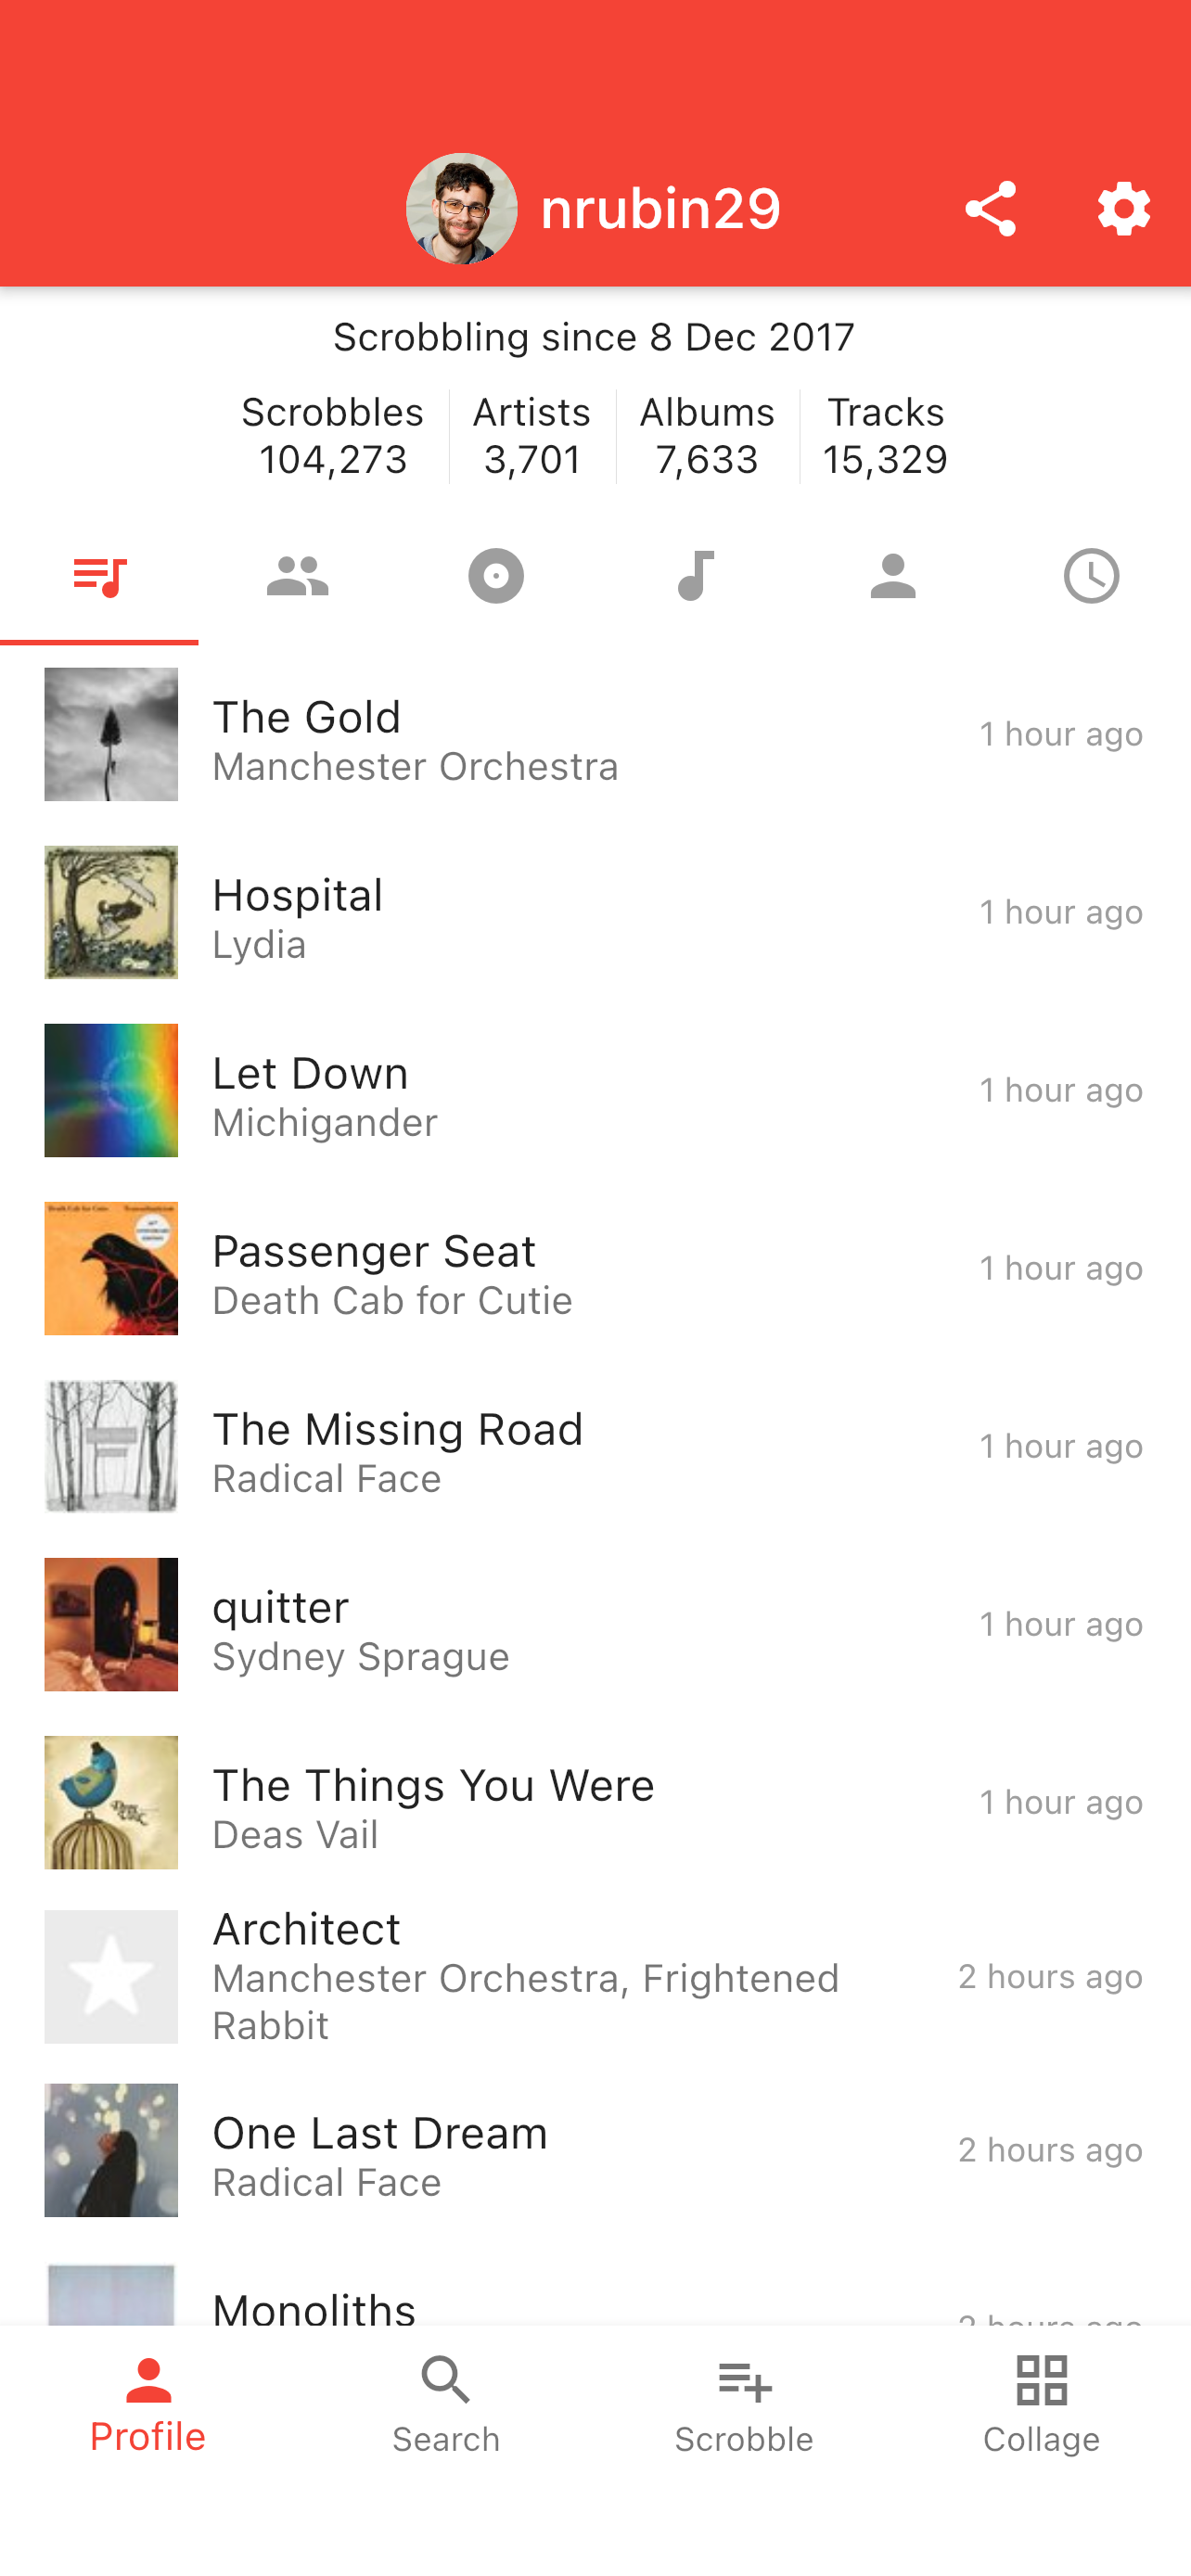 nrubin29
Scrobbling since 8 Dec 2017
Scrobbles Artists Albums Tracks
104,273 3,701 7,633 15,329
The Gold
Manchester Orchestra
1 hour ago
Hospital
Lydia
1 hour ago
Let Down
Michigander
1 hour ago
Passenger Seat
Death Cab for Cutie
1 hour ago
The Missing Road
Radical Face
1 hour ago
quitter
Sydney Sprague
1 hour ago
The Things You Were
Deas Vail
1 hour ago
Architect
Manchester Orchestra, Frightened
Rabbit
2 hours ago
One Last Dream
Radical Face
2 hours ago
Monoliths
2 hours ago
Profile Search Scrobble Collage